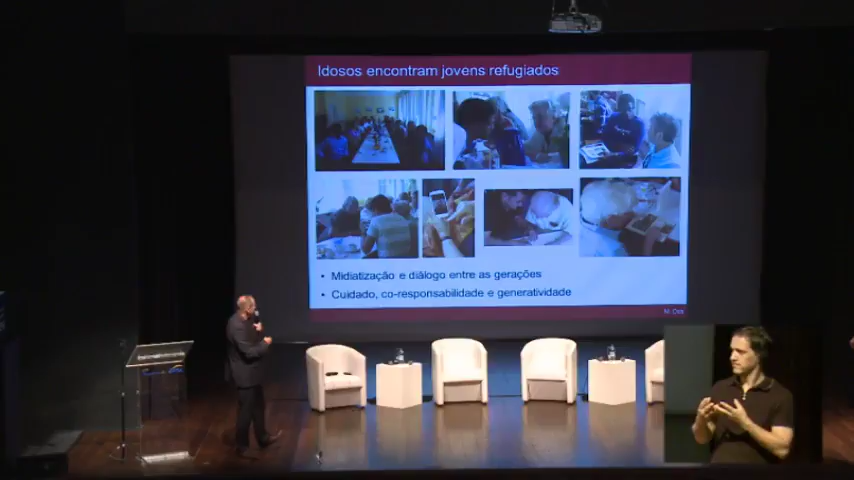 Idosos encontram jovens refugiados
• Midiatização e diálogo entre as gerações
• Cuidado, co-responsabilidade e generatividade